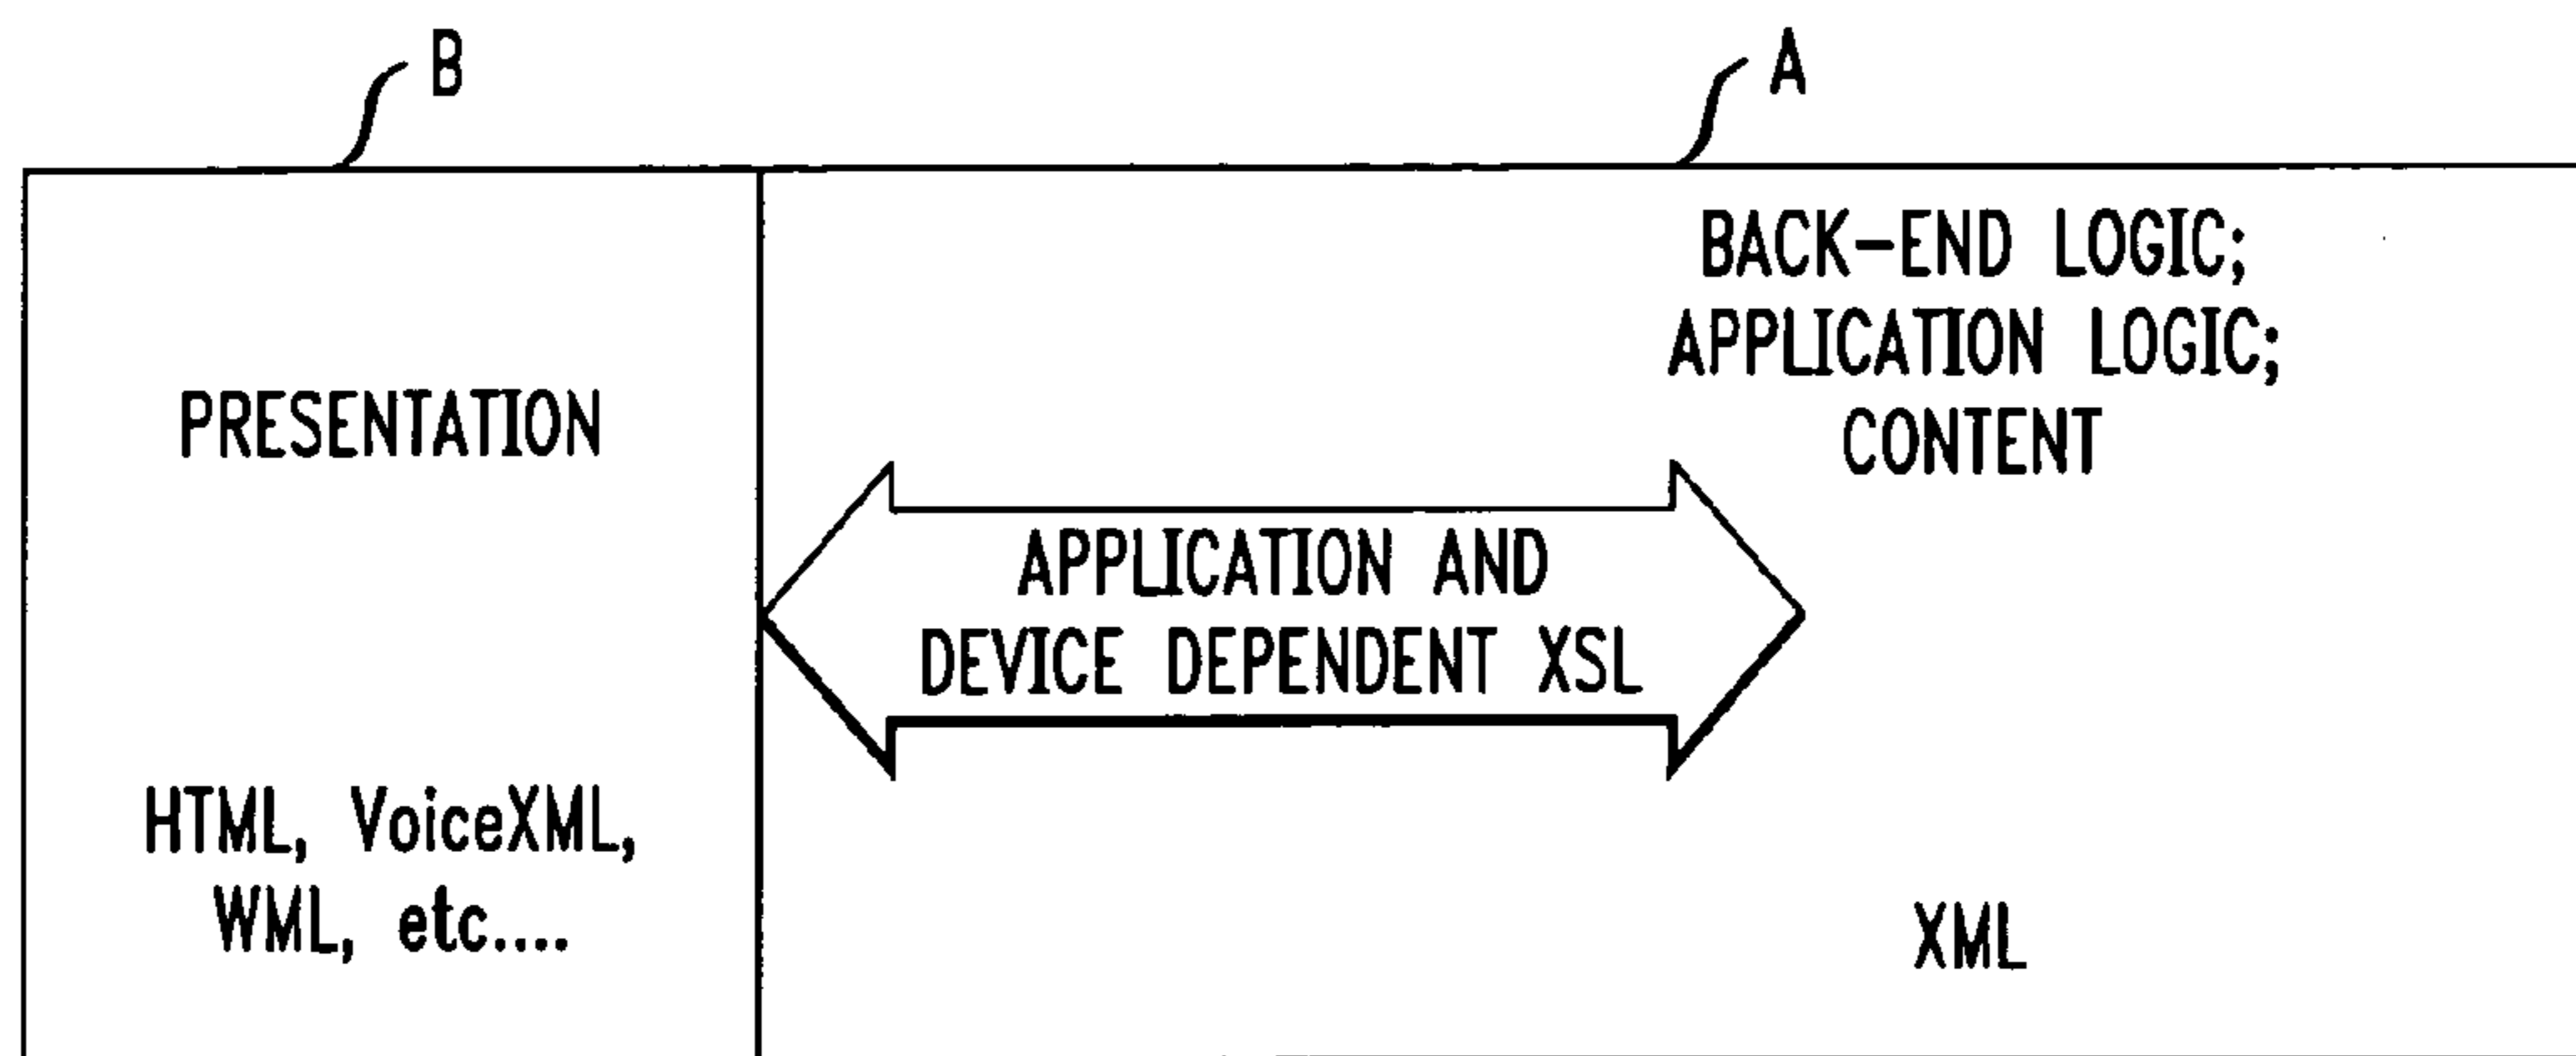 B
A
BACK-END LOGIC;
APPLICATION LOGIC;
CONTENT
PRESENTATION
APPLICATION AND
DEVICE DEPENDENT XSL
HTML, VoiceXML,
WML, etc....
XML